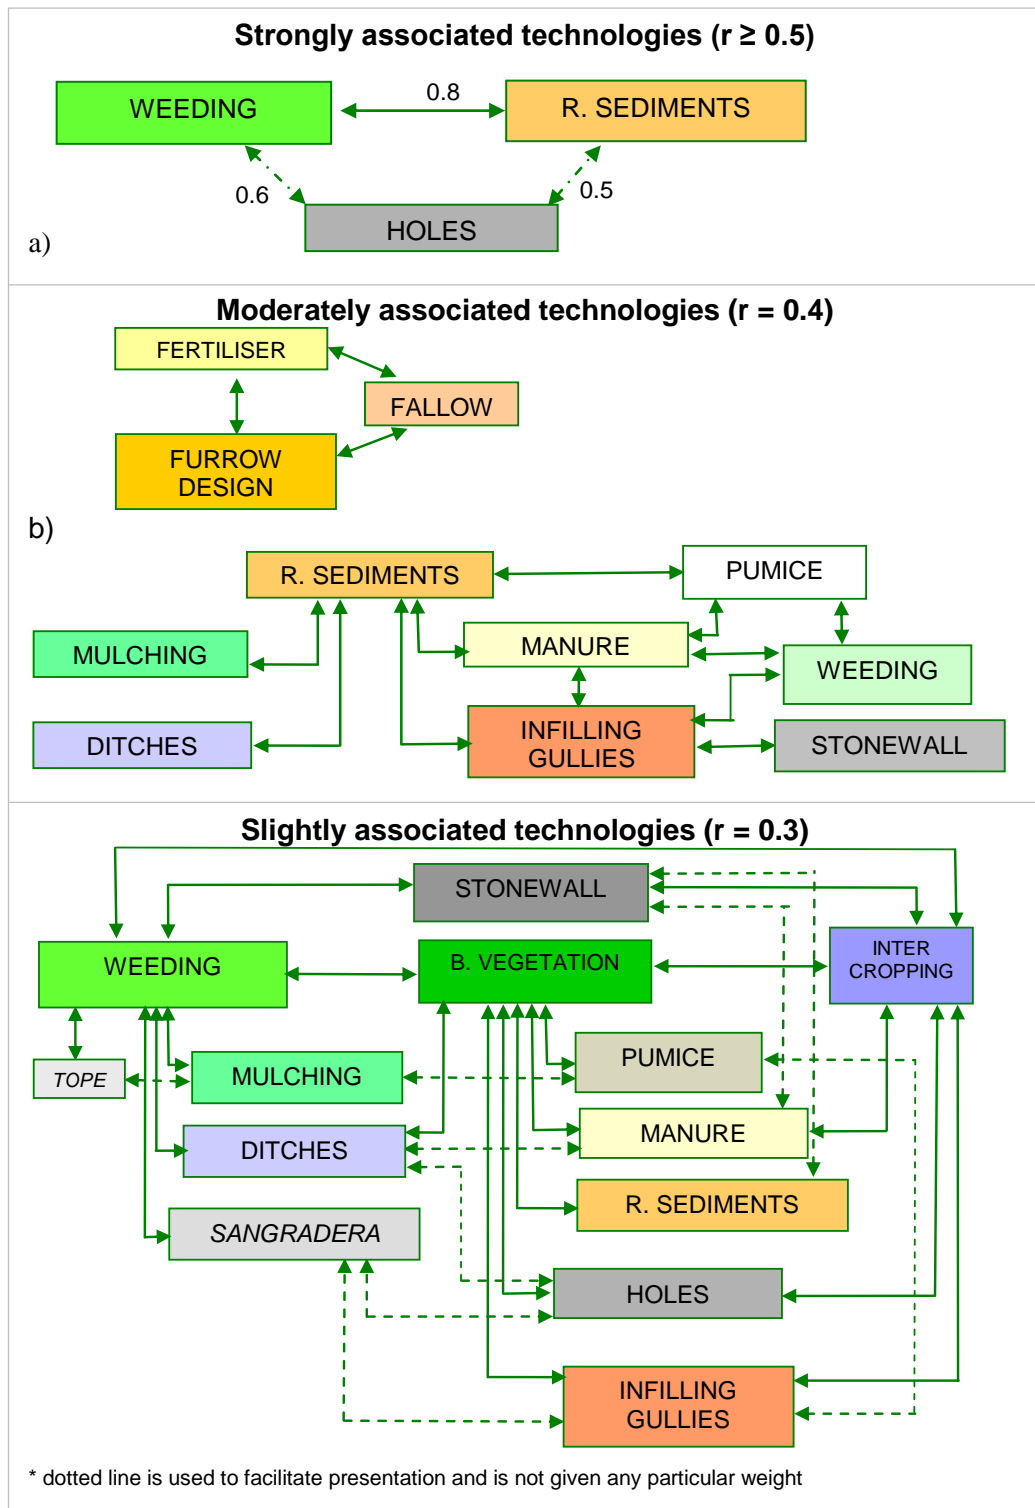 Strongly associated technologies (r ≥ 0.5)
WEEDING
0.8
R. SEDIMENTS
0.6
0.5
HOLES
a)
Moderately associated technologies (r = 0.4)
FERTILISER
FALLOW
FURROW
DESIGN
b)
R. SEDIMENTS
PUMICE
MULCHING
MANURE
WEEDING
DITCHES
INFILLING
GULLIES
STONEWALL
Slightly associated technologies (r = 0.3)
STONEWALL
WEEDING
B. VEGETATION
INTER
CROPPING
TOPE
MULCHING
PUMICE
DITCHES
MANURE
R. SEDIMENTS
SANGRADERA
HOLES
INFILLING
GULLIES
* dotted line is used to facilitate presentation and is not given any particular weight